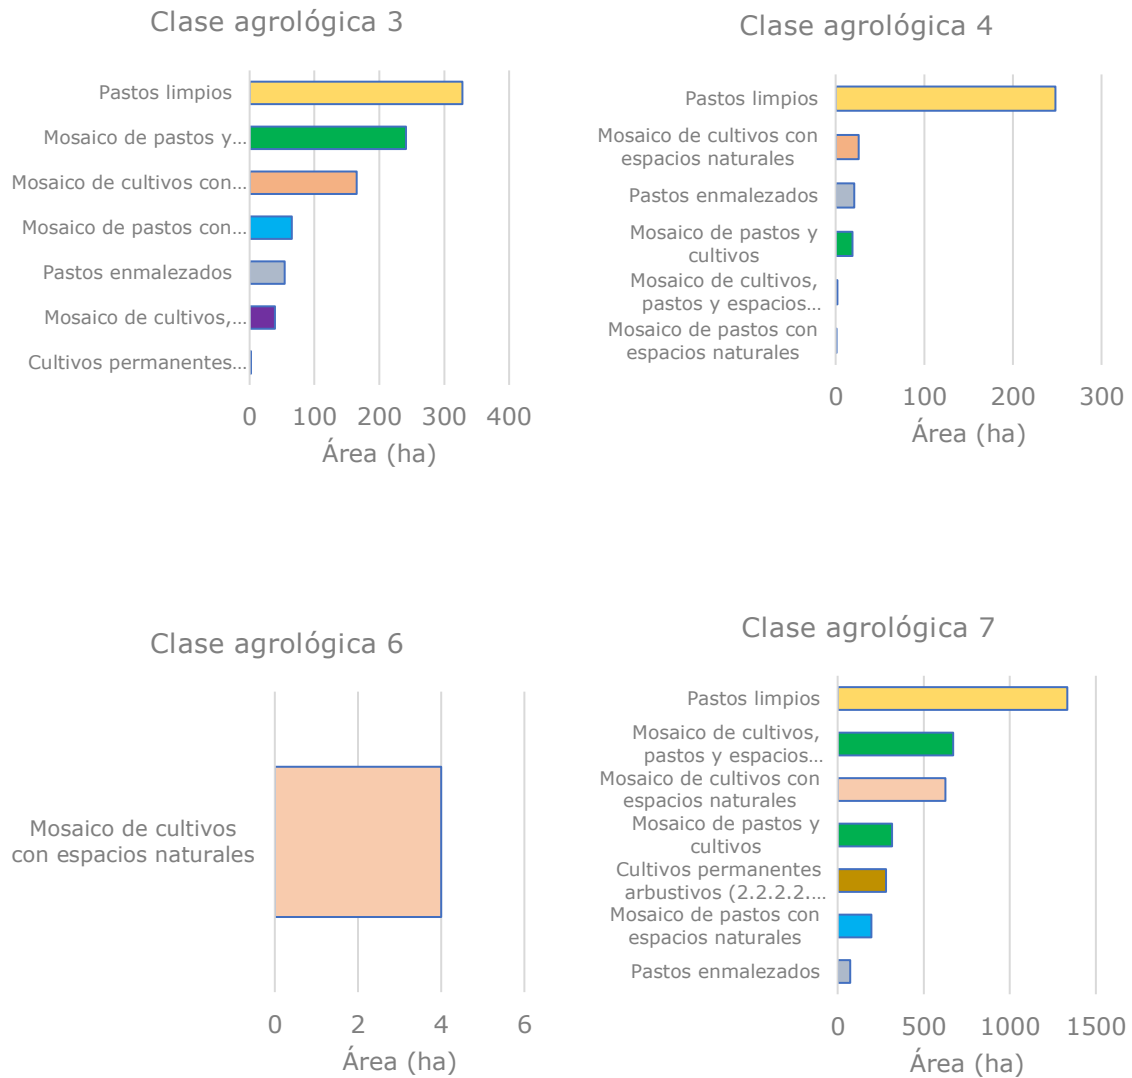 Clase agrológica 3
Pastos limpios
Mosaico de pastos y...
Mosaico de cultivos con...
Mosaico de pastos con...
Pastos enmalezados
Mosaico de cultivos,...
Cultivos permanentes...
0 100 200 300 400
Área (ha)
Clase agrológica 4
Pastos limpios
Mosaico de cultivos con
espacios naturales
Pastos enmalezados
Mosaico de pastos y
cultivos
Mosaico de cultivos,
pastos y espacios...
Mosaico de pastos con
espacios naturales
0 100 200 300
Área (ha)
Clase agrológica 6
Mosaico de cultivos
con espacios naturales
0 2 4 6
Área (ha)
Clase agrológica 7
Pastos limpios
Mosaico de cultivos,
pastos y espacios...
Mosaico de cultivos con
espacios naturales
Mosaico de pastos y
cultivos
Cultivos permanentes
arbustivos (2.2.2.2....
Mosaico de pastos con
espacios naturales
Pastos enmalezados
0 500 1000 1500
Área (ha)